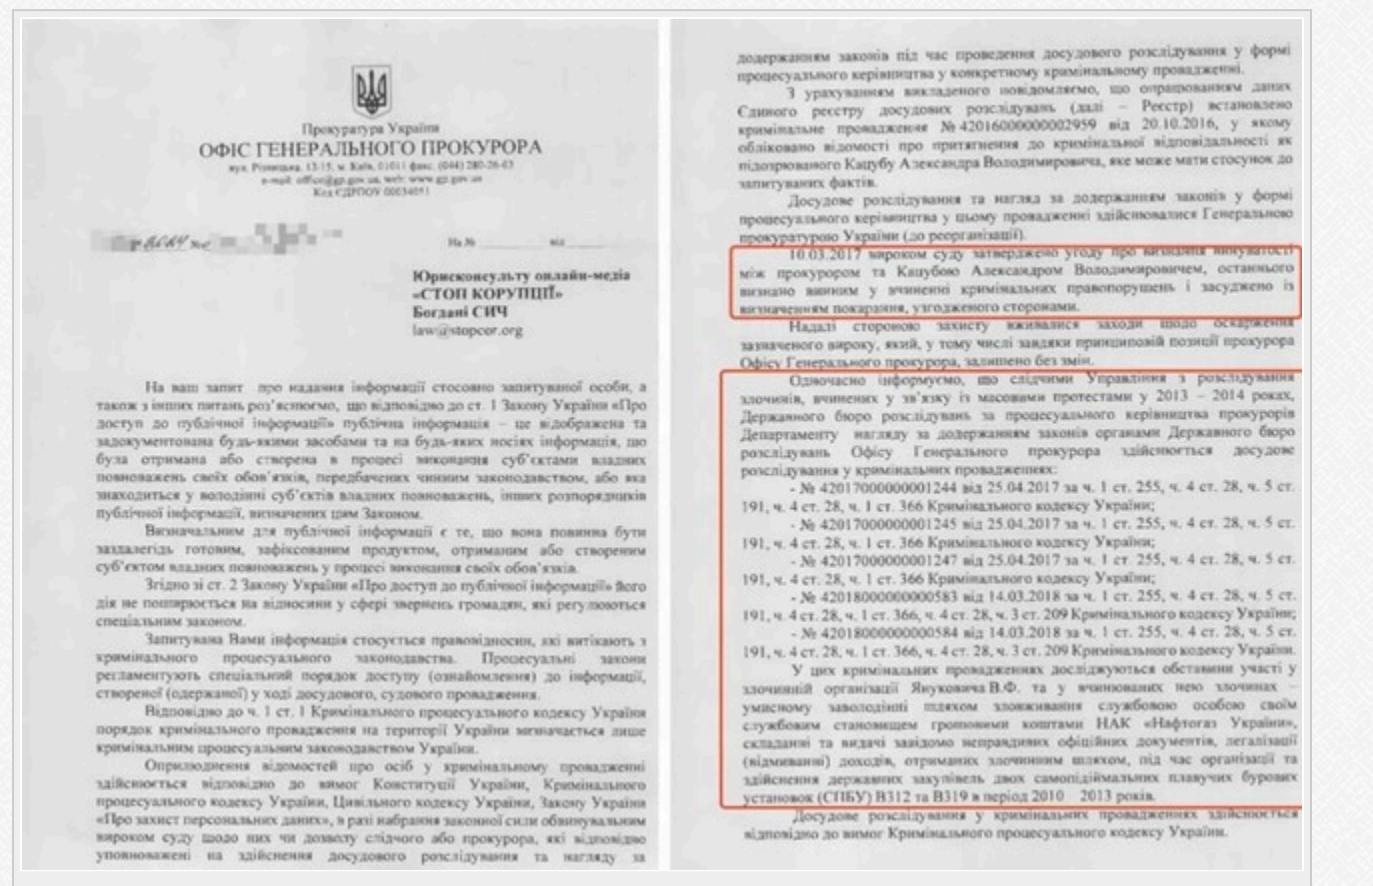 Прокуратура України
ОФІС ГЕНЕРАЛЬНОГО ПРОКУРОРА
вул. Різницька, 13/15, м. Київ, 01011 факс: (044) 280-26-03
e-mail: office@gp.gov.ua, web: www.gp.gov.ua
Код ЄДРПОУ 00034051
На № від
Юрисконсульту онлайн-медіа
«СТОП КОРУПЦІЇ»
Богдані СИЧ
law@stopcor.org
На ваш запит про надання інформації стосовно запитуваної особи, а
також з інших питань роз’яснюємо, що відповідно до ст. 1 Закону України «Про
доступ до публічної інформації» публічна інформація – це відображена та
задокументована будь-якими засобами та на будь-яких носіях інформація, що
була отримана або створена в процесі виконання суб’єктами владних
повноважень своїх обов’язків, передбачених чинним законодавством, або яка
знаходиться у володінні суб’єктів владних повноважень, інших розпорядників
публічної інформації, визначених цим Законом.
Визначальним для публічної інформації є те, що вона повинна бути
заздалегідь готовим, зафіксованим продуктом, отриманим або створеним
суб’єктом владних повноважень у процесі виконання своїх обов’язків.
Згідно зі ст. 2 Закону України «Про доступ до публічної інформації» його
дія не поширюється на відносини у сфері звернень громадян, які регулюються
спеціальним законом.
Запитувана Вами інформація стосується правовідносин, які витікають з
кримінального процесуального законодавства. Процесуальні закони
регламентують спеціальний порядок доступу (ознайомлення) до інформації,
створеної (одержаної) у ході досудового, судового провадження.
Відповідно до ч. 1 ст. 1 Кримінального процесуального кодексу України
порядок кримінального провадження на території України визначається лише
кримінальним процесуальним законодавством України.
Оприлюднення відомостей про осіб у кримінальному провадженні
здійснюється відповідно до вимог Конституції України, Кримінального
процесуального кодексу України, Цивільного кодексу України, Закону України
«Про захист персональних даних», в разі набрання законної сили обвинувальним
вироком суду щодо них чи дозволу слідчого або прокурора, які відповідно
уповноважені на здійснення досудового розслідування та нагляду за
додержанням законів під час проведення досудового розслідування у формі
процесуального керівництва у конкретному кримінальному провадженні.
З урахуванням викладеного повідомляємо, що опрацюванням даних
Єдиного реєстру досудових розслідувань (далі – Реєстр) встановлено
кримінальне провадження № 42016000000002959 від 20.10.2016, у якому
обліковано відомості про притягнення до кримінальної відповідальності як
підозрюваного Кацубу Александра Володимировича, яке може мати стосунок до
запитуваних фактів.
Досудове розслідування та нагляд за додержанням законів у формі
процесуального керівництва у цьому провадженні здійснювалися Генеральною
прокуратурою України (до реорганізації).
10.03.2017 вироком суду затверджено угоду про визнання винуватості
між прокурором та Кацубою Александром Володимировичем, останнього
визнано винним у вчиненні кримінальних правопорушень і засуджено із
визначенням покарання, узгодженого сторонами.
Надалі стороною захисту вживалися заходи щодо оскарження
зазначеного вироку, який, у тому числі завдяки принциповій позиції прокурора
Офісу Генерального прокурора, залишено без змін.
Одночасно інформуємо, що слідчими Управління з розслідування
злочинів, вчинених у зв’язку із масовими протестами у 2013 – 2014 роках,
Державного бюро розслідувань за процесуального керівництва прокурорів
Департаменту нагляду за додержанням законів органами Державного бюро
розслідувань Офісу Генерального прокурора здійснюється досудове
розслідування у кримінальних провадженнях:
- № 42017000000001244 від 25.04.2017 за ч. 1 ст. 255, ч. 4 ст. 28, ч. 5 ст.
191, ч. 4 ст. 28, ч. 1 ст. 366 Кримінального кодексу України;
- № 42017000000001245 від 25.04.2017 за ч. 1 ст. 255, ч. 4 ст. 28, ч. 5 ст.
191, ч. 4 ст. 28, ч. 1 ст. 366 Кримінального кодексу України;
- № 42017000000001247 від 25.04.2017 за ч. 1 ст. 255, ч. 4 ст. 28, ч. 5 ст.
191, ч. 4 ст. 28, ч. 1 ст. 366 Кримінального кодексу України;
- № 42018000000000583 від 14.03.2018 за ч. 1 ст. 255, ч. 4 ст. 28, ч. 5 ст.
191, ч. 4 ст. 28, ч. 1 ст. 366, ч. 4 ст. 28, ч. 3 ст. 209 Кримінального кодексу України;
- № 42018000000000584 від 14.03.2018 за ч. 1 ст. 255, ч. 4 ст. 28, ч. 5 ст.
191, ч. 4 ст. 28, ч. 1 ст. 366, ч. 4 ст. 28, ч. 3 ст. 209 Кримінального кодексу України.
У цих кримінальних провадженнях досліджуються обставини участі у
злочинній організації Януковича В.Ф. та у вчинюваних нею злочинах –
умисному заволодінні шляхом зловживання службовою особою своїм
службовим становищем грошовими коштами НАК «Нафтогаз України»,
складанні та видачі завідомо неправдивих офіційних документів, легалізації
(відмиванні) доходів, отриманих злочинним шляхом, під час організації та
здійснення державних закупівель двох самопідіймальних плавучих бурових
установок (СПБУ) В312 та В319 в період 2010 2013 років.
Досудове розслідування у кримінальних провадженнях здійснюється
відповідно до вимог Кримінального процесуального кодексу України.